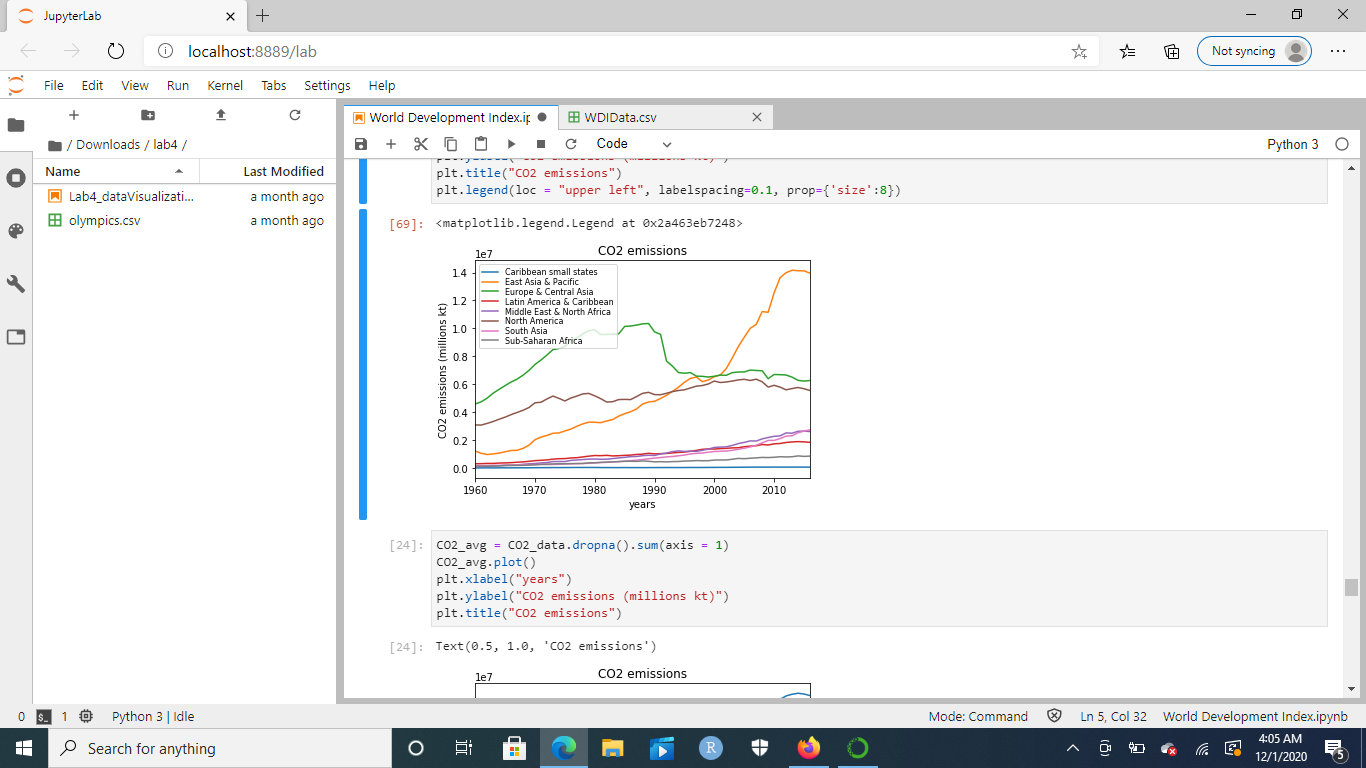 JupyterLab
localhost:8889/lab
Not syncing
File Edit View Run Kernel Tabs Settings Help
/ Downloads / lab4 /
Name Last Modified
Lab4_dataVisualizati... a month ago
olympics.csv a month ago
World Development Index.ip
WDIData.csv
Code
Python 3
plt.title("CO2 emissions")
plt.legend(loc = "upper left", labelspacing=0.1, prop={'size':8})
[69]: <matplotlib.legend.Legend at 0x2a463eb7248>
CO2 emissions
1e7
Caribbean small states
East Asia & Pacific
Europe & Central Asia
Latin America & Caribbean
Middle East & North Africa
North America
South Asia
Sub-Saharan Africa
CO2 emissions (millions kt)
1.4
1.2
1.0
0.8
0.6
0.4
0.2
0.0
1960 1970 1980 1990 2000 2010
years
[24]: CO2_avg = CO2_data.dropna().sum(axis = 1)
CO2_avg.plot()
plt.xlabel("years")
plt.ylabel("CO2 emissions (millions kt)")
plt.title("CO2 emissions")
[24]: Text(0.5, 1.0, 'CO2 emissions')
CO2 emissions
1e7
0 1 Python 3 | Idle
Mode: Command Ln 5, Col 32 World Development Index.ipynb
Search for anything
4:05 AM
12/1/2020
5